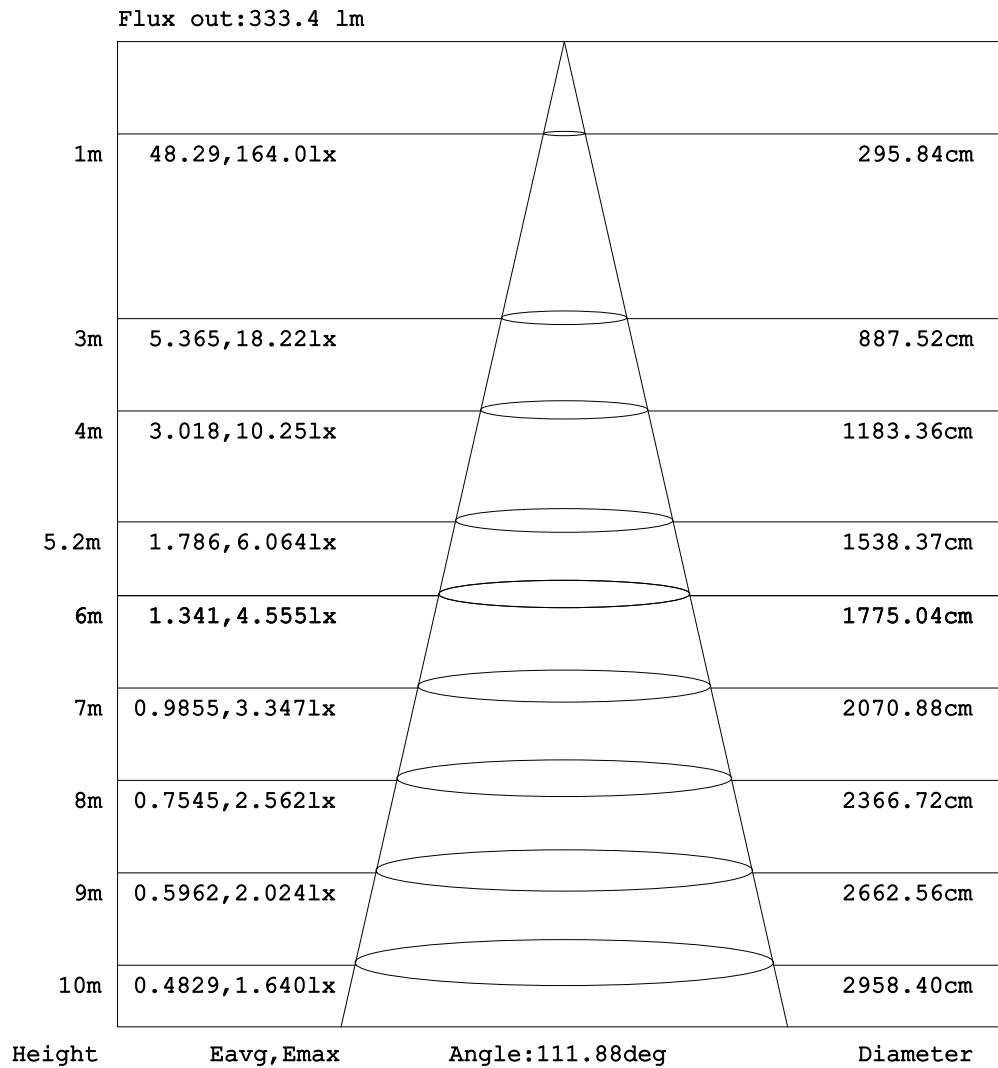 Flux out:333.4 lm
1m 48.29,164.0lx 295.84cm
3m 5.365,18.22lx 887.52cm
4m 3.018,10.25lx 1183.36cm
5.2m 1.786,6.064lx 1538.37cm
6m 1.341,4.555lx 1775.04cm
7m 0.9855,3.347lx 2070.88cm
8m 0.7545,2.562lx 2366.72cm
9m 0.5962,2.024lx 2662.56cm
10m 0.4829,1.640lx 2958.40cm
Height Eavg,Emax Angle:111.88deg Diameter